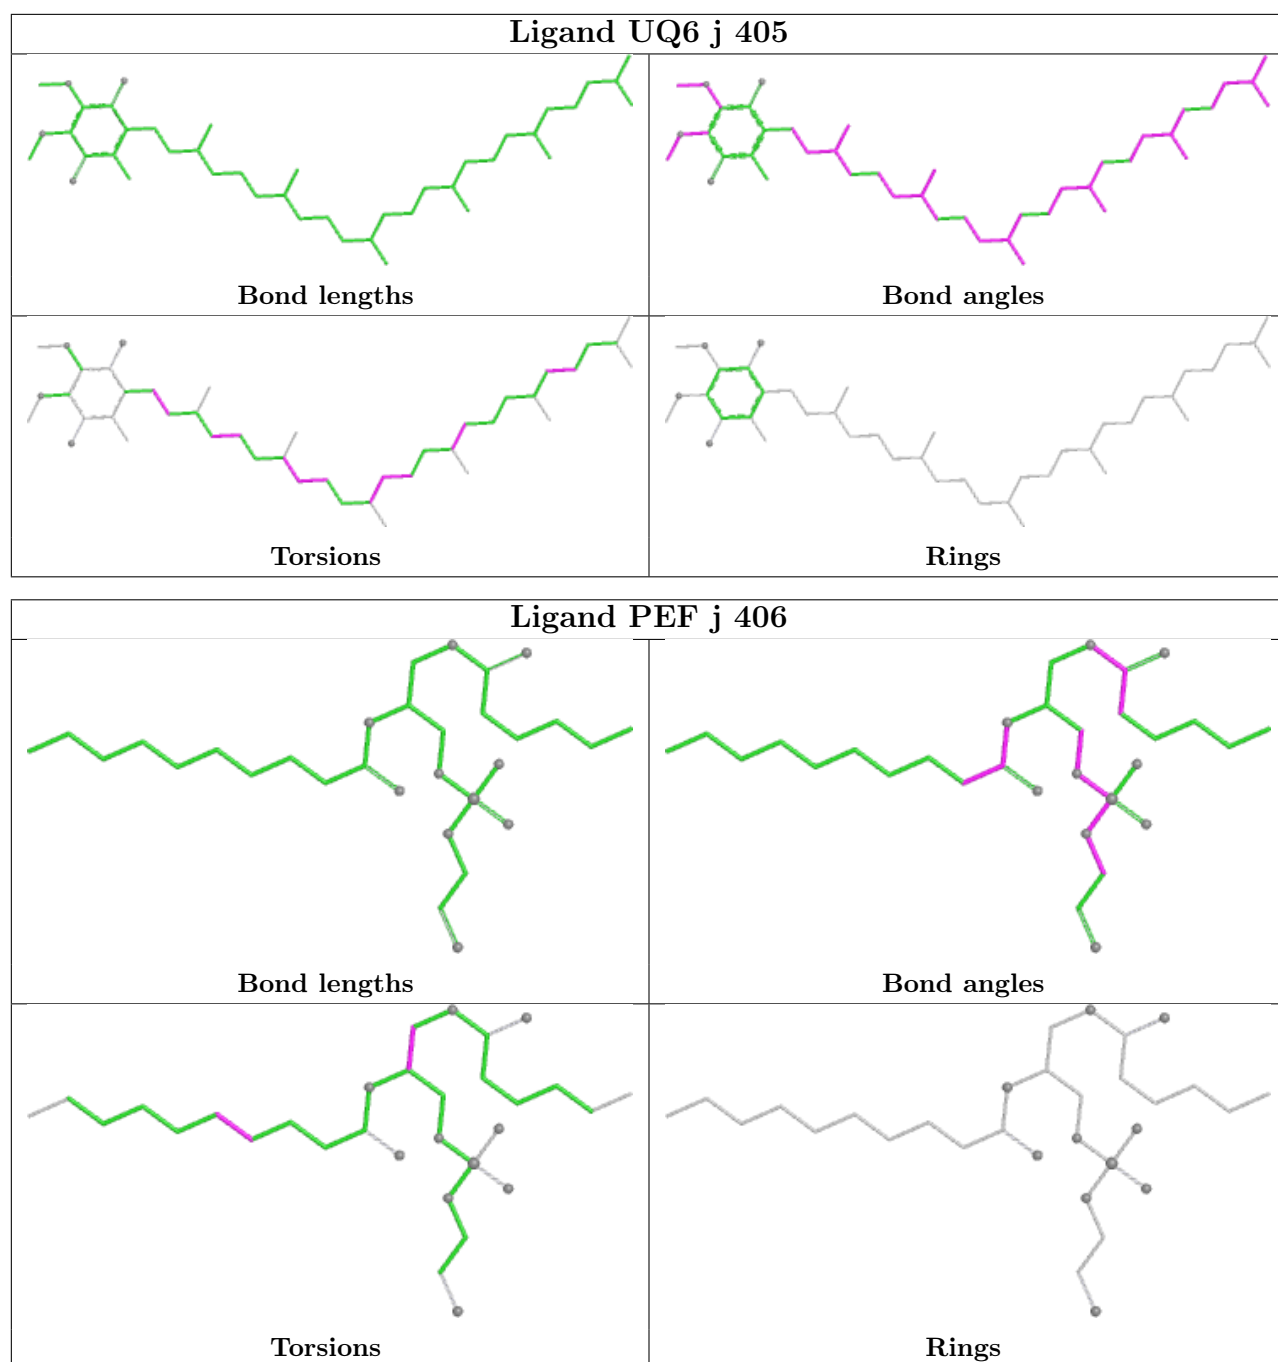 Ligand UQ6 j 405
Bond lengths
Bond angles
Torsions
Rings
Ligand PEF j 406
Bond lengths
Bond angles
Torsions
Rings